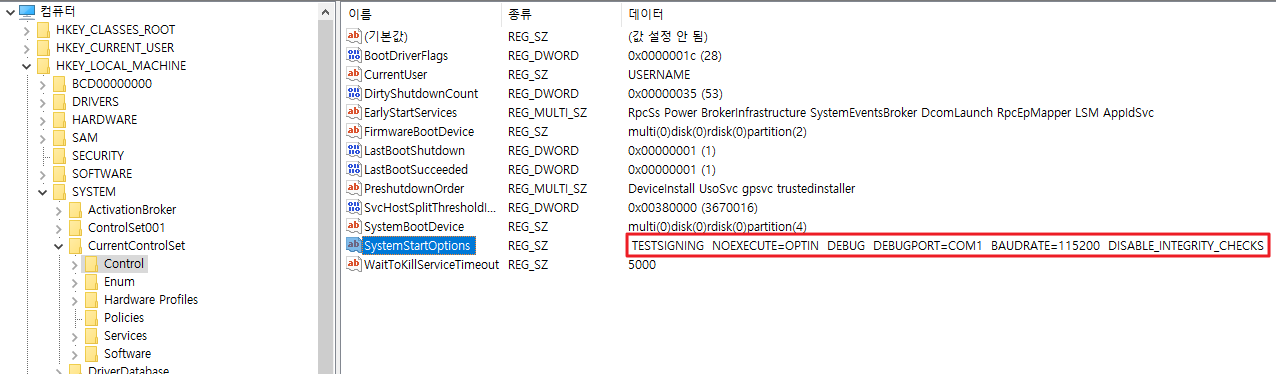 컴퓨터
HKEY_CLASSES_ROOT
HKEY_CURRENT_USER
HKEY_LOCAL_MACHINE
BCD00000000
DRIVERS
HARDWARE
SAM
SECURITY
SOFTWARE
SYSTEM
ActivationBroker
ControlSet001
CurrentControlSet
Control
Enum
Hardware Profiles
Policies
Services
Software
DriverDatabase
이름 종류 데이터
(기본값) REG_SZ (값 설정 안 됨)
BootDriverFlags REG_DWORD 0x0000001c (28)
CurrentUser REG_SZ USERNAME
DirtyShutdownCount REG_DWORD 0x00000035 (53)
EarlyStartServices REG_MULTI_SZ RpcSs Power BrokerInfrastructure SystemEventsBroker DcomLaunch RpcEpMapper LSM AppIdSvc
FirmwareBootDevice REG_SZ multi(0)disk(0)rdisk(0)partition(2)
LastBootShutdown REG_DWORD 0x00000001 (1)
LastBootSucceeded REG_DWORD 0x00000001 (1)
PreshutdownOrder REG_MULTI_SZ DeviceInstall UsoSvc gpsvc trustedinstaller
SvcHostSplitThresholdI... REG_DWORD 0x00380000 (3670016)
SystemBootDevice REG_SZ multi(0)disk(0)rdisk(0)partition(4)
SystemStartOptions REG_SZ TESTSIGNING NOEXECUTE=OPTIN DEBUG DEBUGPORT=COM1 BAUDRATE=115200 DISABLE_INTEGRITY_CHECKS
WaitToKillServiceTimeout REG_SZ 5000